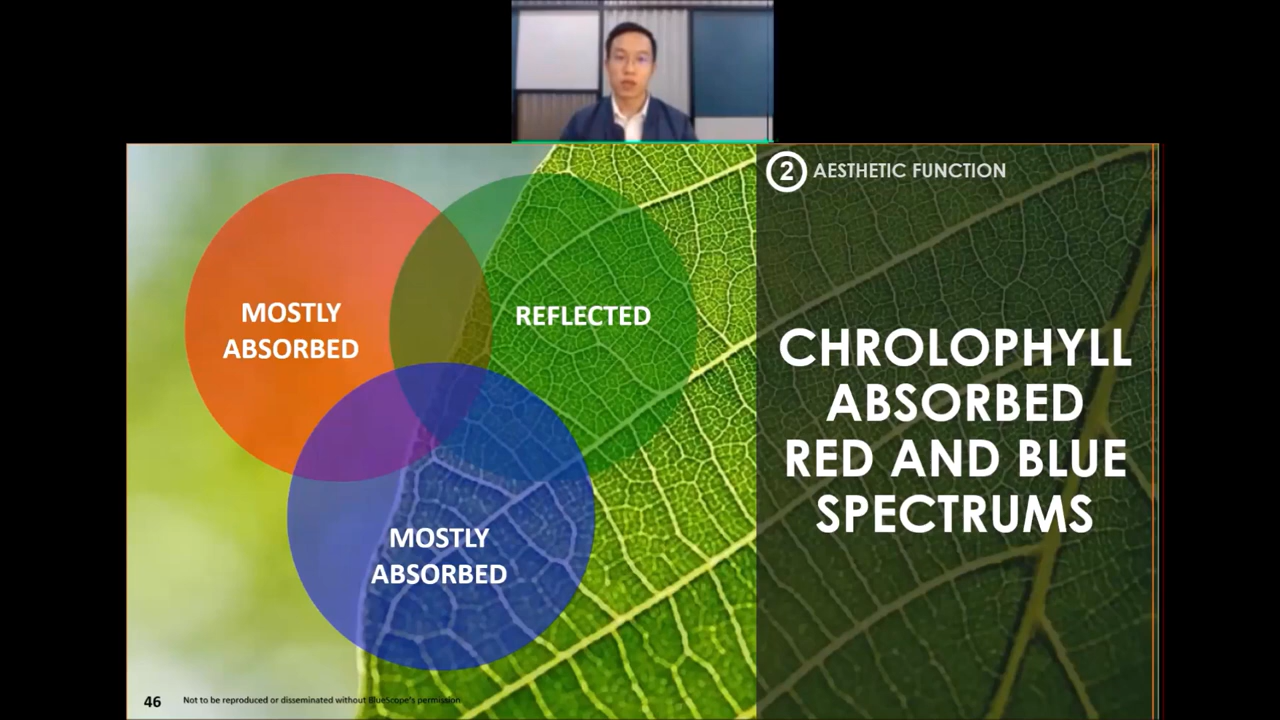 2 AESTHETIC FUNCTION
MOSTLY
ABSORBED
REFLECTED
MOSTLY
ABSORBED
CHROLOPHYLL
ABSORBED
RED AND BLUE
SPECTRUMS
46 Not to be reproduced or disseminated without BlueScope's permission.